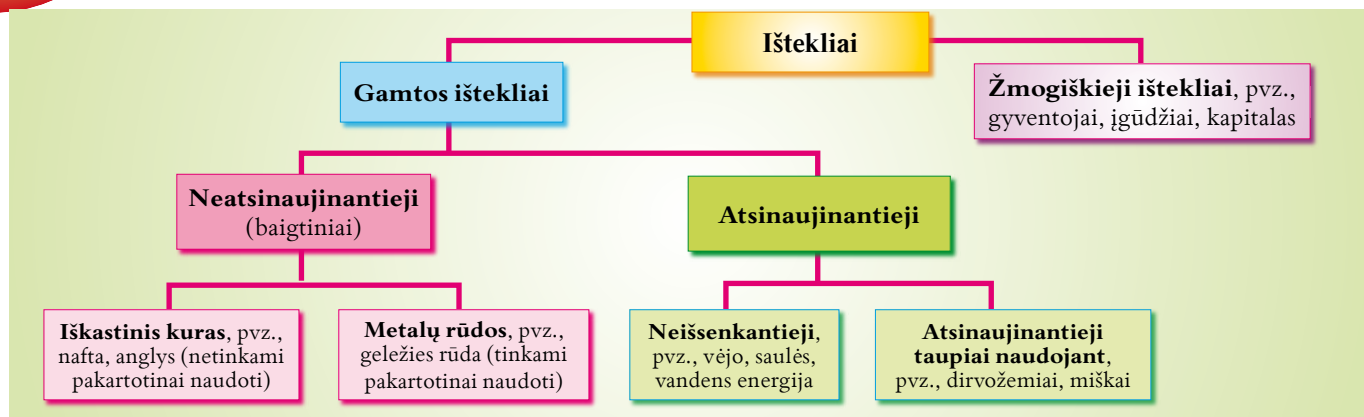 Ištekliai
Gamtos ištekliai
Žmogiškieji ištekliai, pvz.,
gyventojai, įgūdžiai, kapitalas
Neatsinaujinantieji
(baigtiniai)
Atsinaujinantieji
Iškastinis kuras, pvz.,
nafta, anglys (netinkami
pakartotinai naudoti)
Metalų rūdos, pvz.,
geležies rūda (tinkami
pakartotinai naudoti)
Neišsenkantieji,
pvz., vėjo, saulės,
vandens energija
Atsinaujinantieji
taupiai naudojant,
pvz., dirvožemiai, miškai